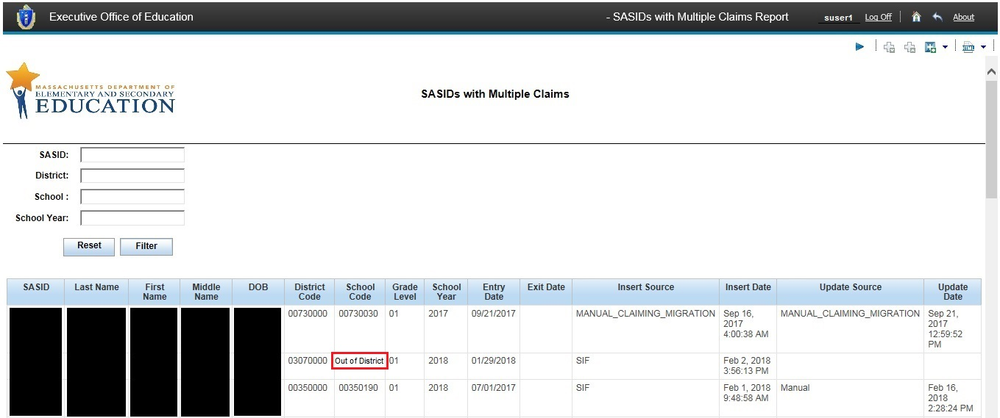 Executive Office of Education - SASIDs with Multiple Claims Report suser1 Log Off About
HTML
MASSACHUSETTS DEPARTMENT OF
ELEMENTARY AND SECONDARY
EDUCATION
SASIDs with Multiple Claims
SASID:
District:
School :
School Year:
Reset Filter
SASID Last Name First Name Middle Name DOB District Code School Code Grade Level School Year Entry Date Exit Date Insert Source Insert Date Update Source Update Date
00730000 00730030 01 2017 09/21/2017 MANUAL_CLAIMING_MIGRATION Sep 16, 2017 4:00:38 AM MANUAL_CLAIMING_MIGRATION Sep 21, 2017 12:59:52 PM
03070000 Out of District 01 2018 01/29/2018 SIF Feb 2, 2018 3:56:13 PM
00350000 00350190 01 2018 07/01/2017 SIF Feb 1, 2018 9:48:58 AM Manual Feb 16, 2018 2:28:24 PM